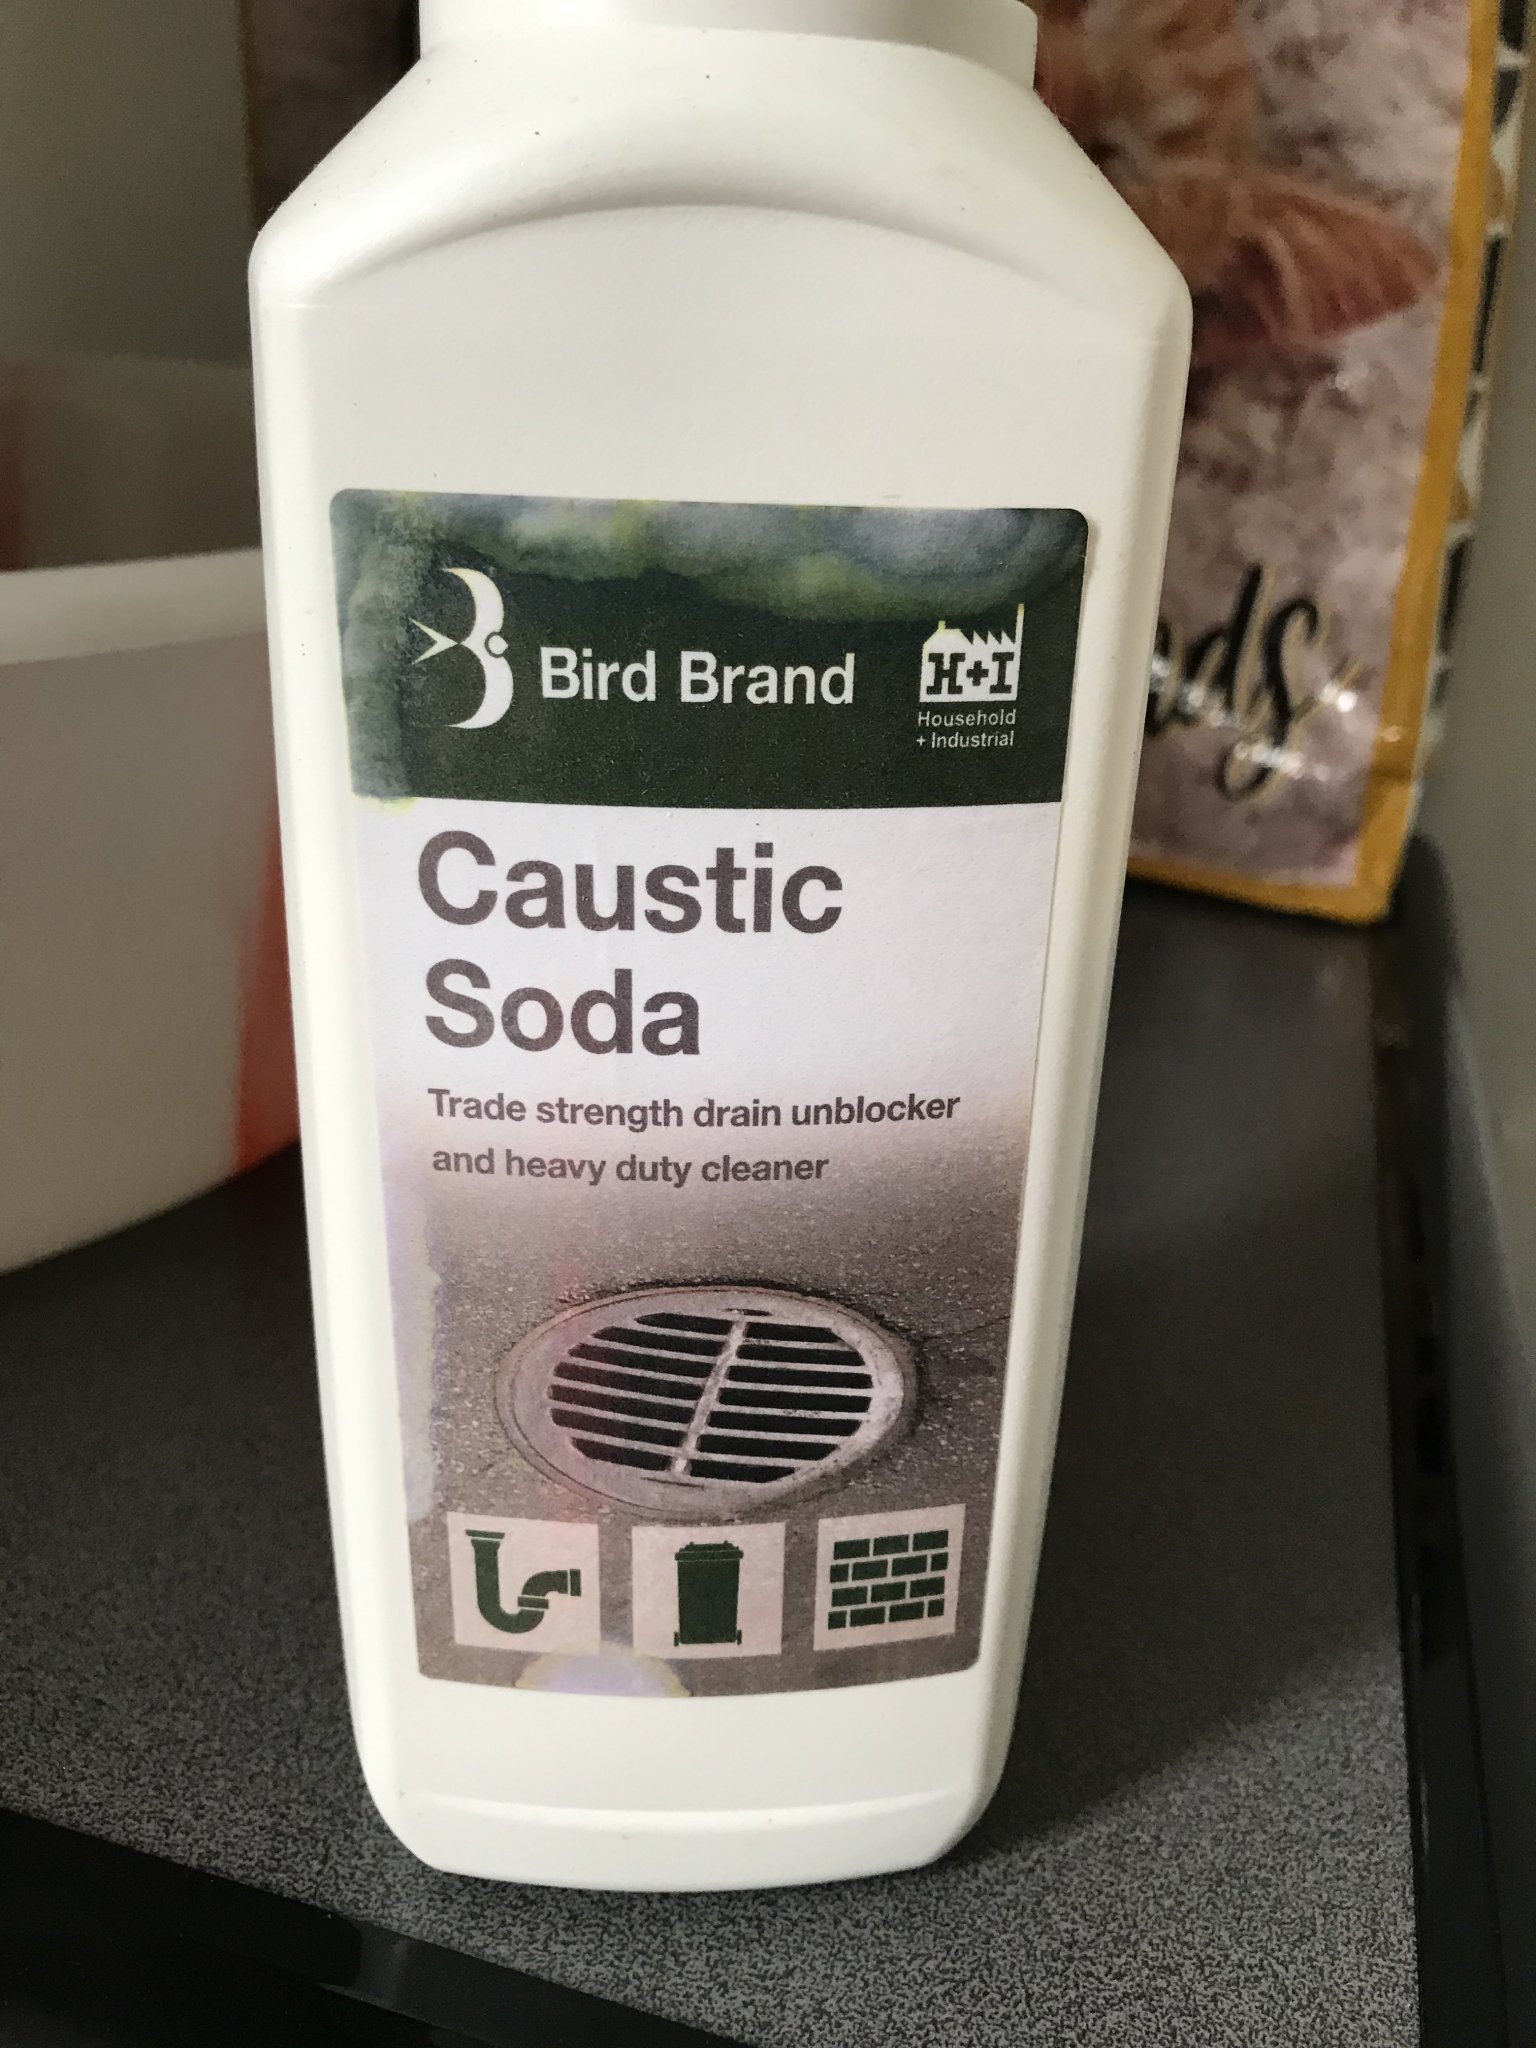 Bird Brand
H+I
Household
+ Industrial
Caustic
Soda
Trade strength drain unblocker
and heavy duty cleaner